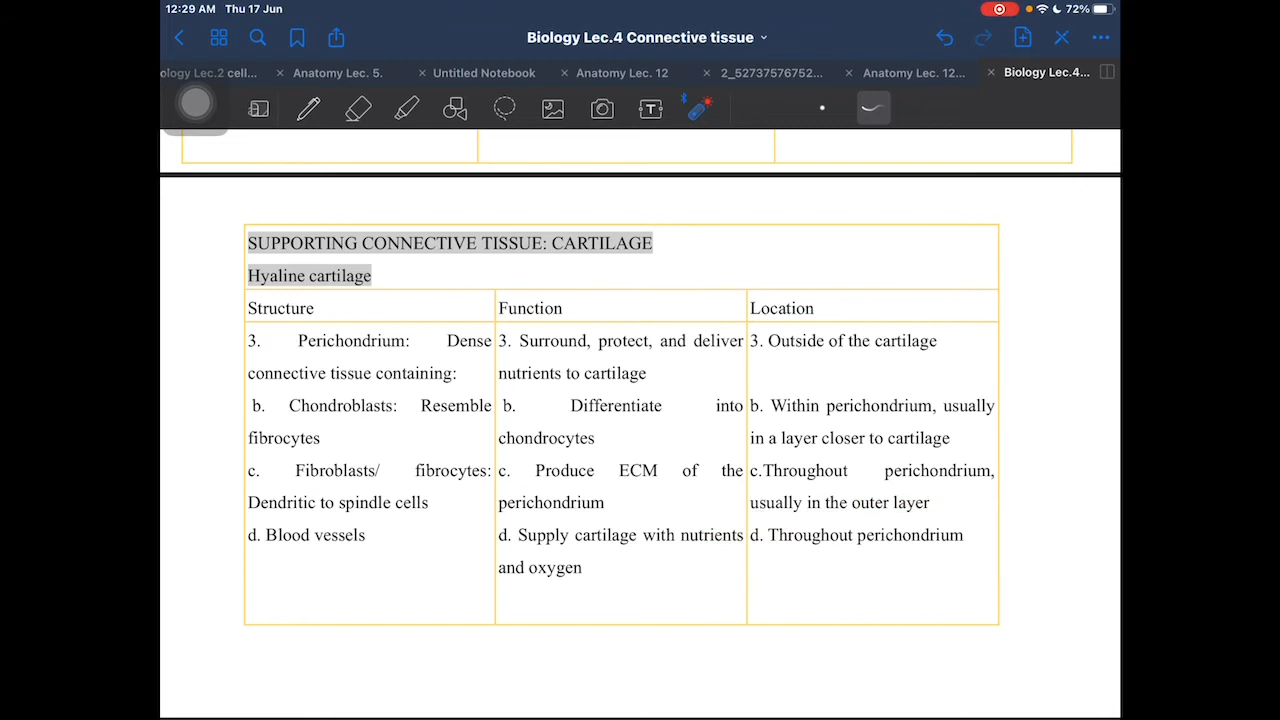 12:29 AM Thu 17 Jun
72%
Biology Lec.4 Connective tissue
ology Lec.2 cell...
Anatomy Lec. 5.
Untitled Notebook
Anatomy Lec. 12
2_52737576752...
Anatomy Lec. 12...
Biology Lec.4...
SUPPORTING CONNECTIVE TISSUE: CARTILAGE
Hyaline cartilage
Structure
Function
Location
3. Perichondrium: Dense
connective tissue containing:
b. Chondroblasts: Resemble
fibrocytes
c. Fibroblasts/ fibrocytes:
Dendritic to spindle cells
d. Blood vessels
3. Surround, protect, and deliver
nutrients to cartilage
b. Differentiate into
chondrocytes
c. Produce ECM of the
perichondrium
d. Supply cartilage with nutrients
and oxygen
3. Outside of the cartilage
b. Within perichondrium, usually
in a layer closer to cartilage
c.Throughout perichondrium,
usually in the outer layer
d. Throughout perichondrium